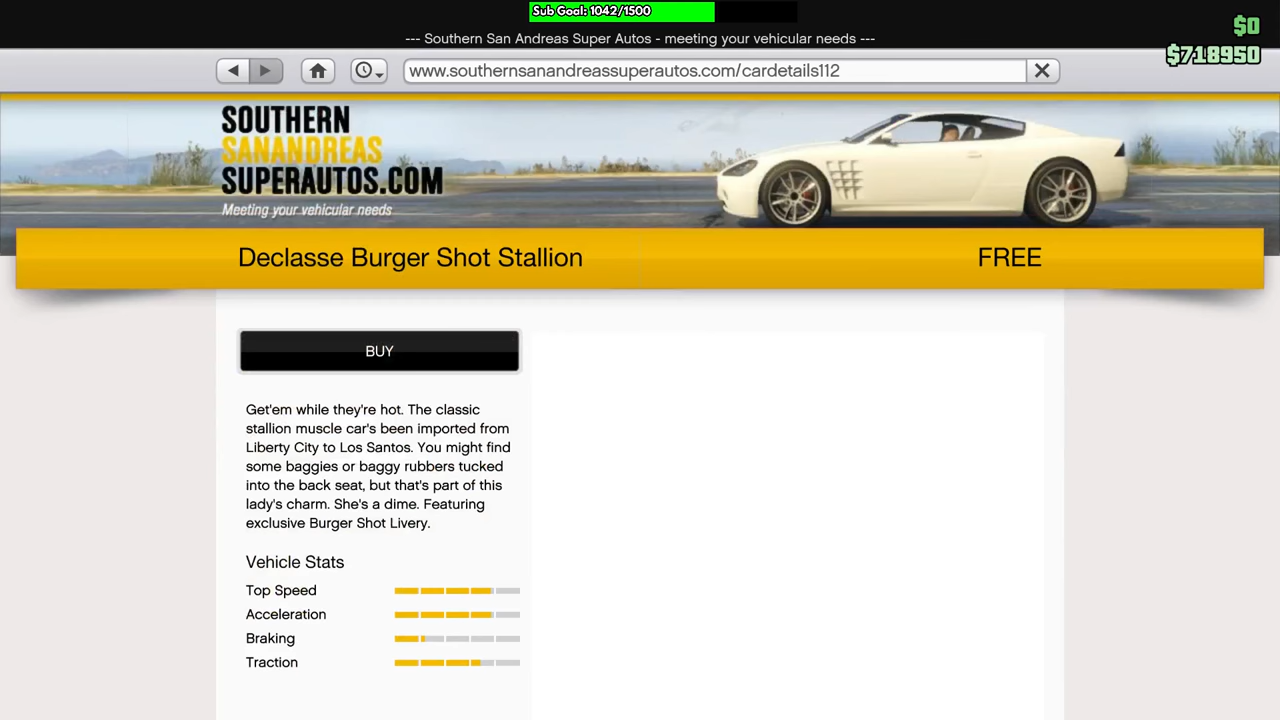 Sub Goal: 1042/1500
--- Southern San Andreas Super Autos - meeting your vehicular needs ---
$0
$718950
www.southernsanandreassuperautos.com/cardetails112
SOUTHERN
SANANDREAS
SUPERAUTOS.COM
Meeting your vehicular needs
Declasse Burger Shot Stallion FREE
BUY
Get'em while they're hot. The classic
stallion muscle car's been imported from
Liberty City to Los Santos. You might find
some baggies or baggy rubbers tucked
into the back seat, but that's part of this
lady's charm. She's a dime. Featuring
exclusive Burger Shot Livery.
Vehicle Stats
Top Speed
Acceleration
Braking
Traction